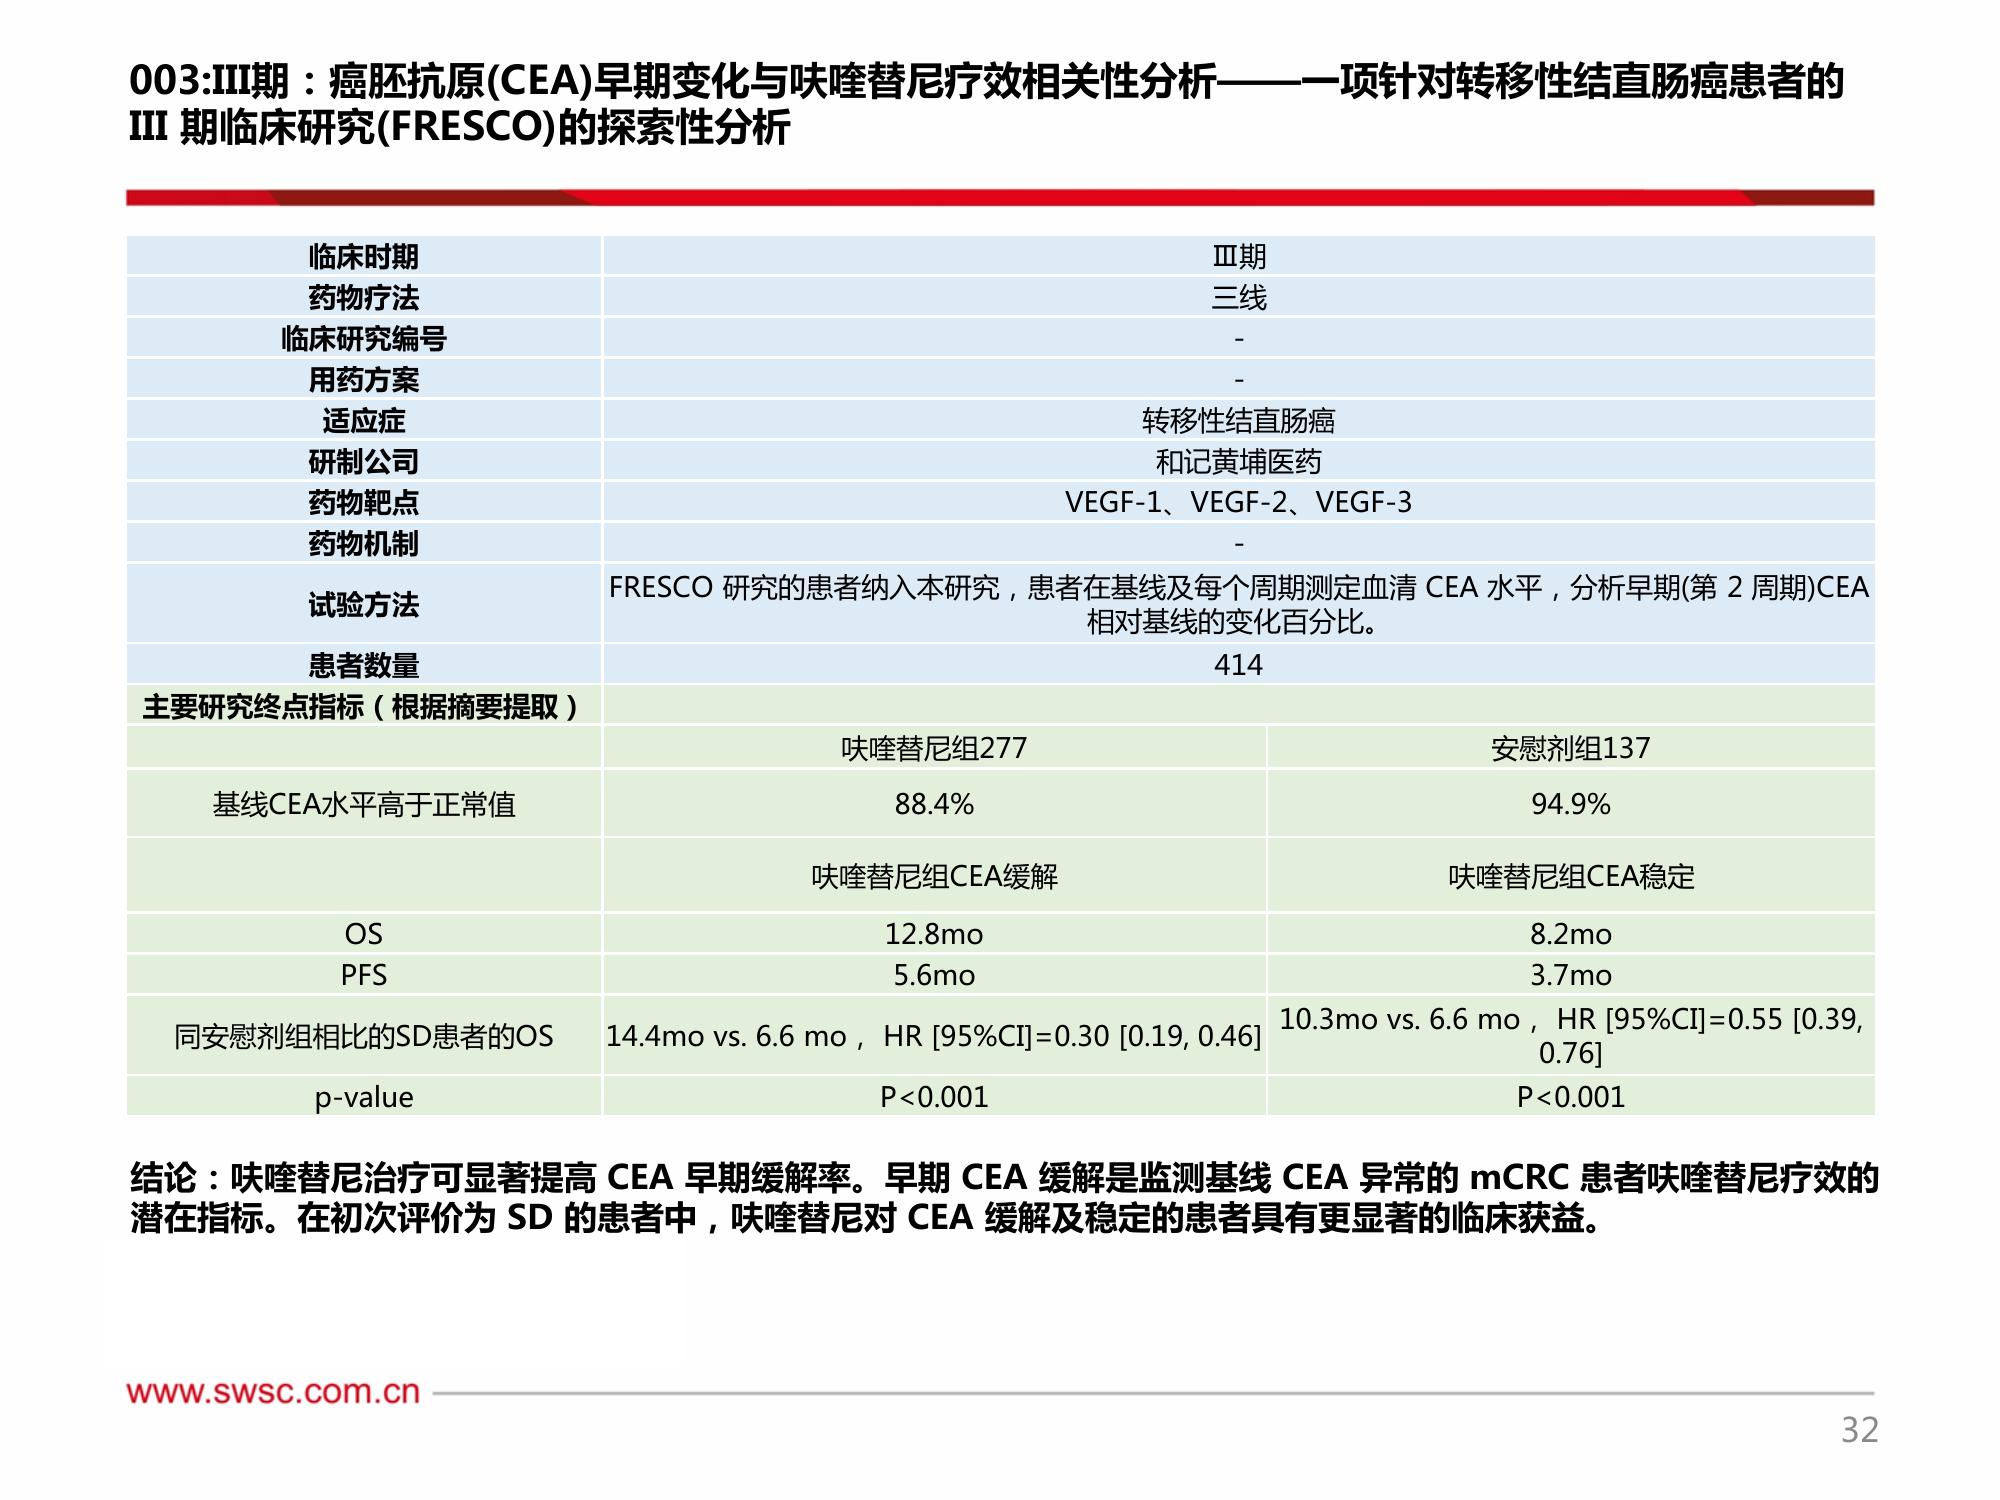 003:III期：癌胚抗原(CEA)早期变化与呋喹替尼疗效相关性分析——一项针对转移性结直肠癌患者的
III 期临床研究(FRESCO)的探索性分析
临床时期 Ⅲ期
药物疗法 三线
临床研究编号 -
用药方案 -
适应症 转移性结直肠癌
研制公司 和记黄埔医药
药物靶点 VEGF-1、VEGF-2、VEGF-3
药物机制 -
试验方法 FRESCO 研究的患者纳入本研究，患者在基线及每个周期测定血清 CEA 水平，分析早期(第 2 周期)CEA
相对基线的变化百分比。
患者数量 414
主要研究终点指标（根据摘要提取）
呋喹替尼组277 安慰剂组137
基线CEA水平高于正常值 88.4% 94.9%
呋喹替尼组CEA缓解 呋喹替尼组CEA稳定
OS 12.8mo 8.2mo
PFS 5.6mo 3.7mo
同安慰剂组相比的SD患者的OS 14.4mo vs. 6.6 mo， HR [95%CI]=0.30 [0.19, 0.46] 10.3mo vs. 6.6 mo， HR [95%CI]=0.55 [0.39,
0.76]
p-value P<0.001 P<0.001
结论：呋喹替尼治疗可显著提高 CEA 早期缓解率。早期 CEA 缓解是监测基线 CEA 异常的 mCRC 患者呋喹替尼疗效的
潜在指标。在初次评价为 SD 的患者中，呋喹替尼对 CEA 缓解及稳定的患者具有更显著的临床获益。
www.swsc.com.cn
32